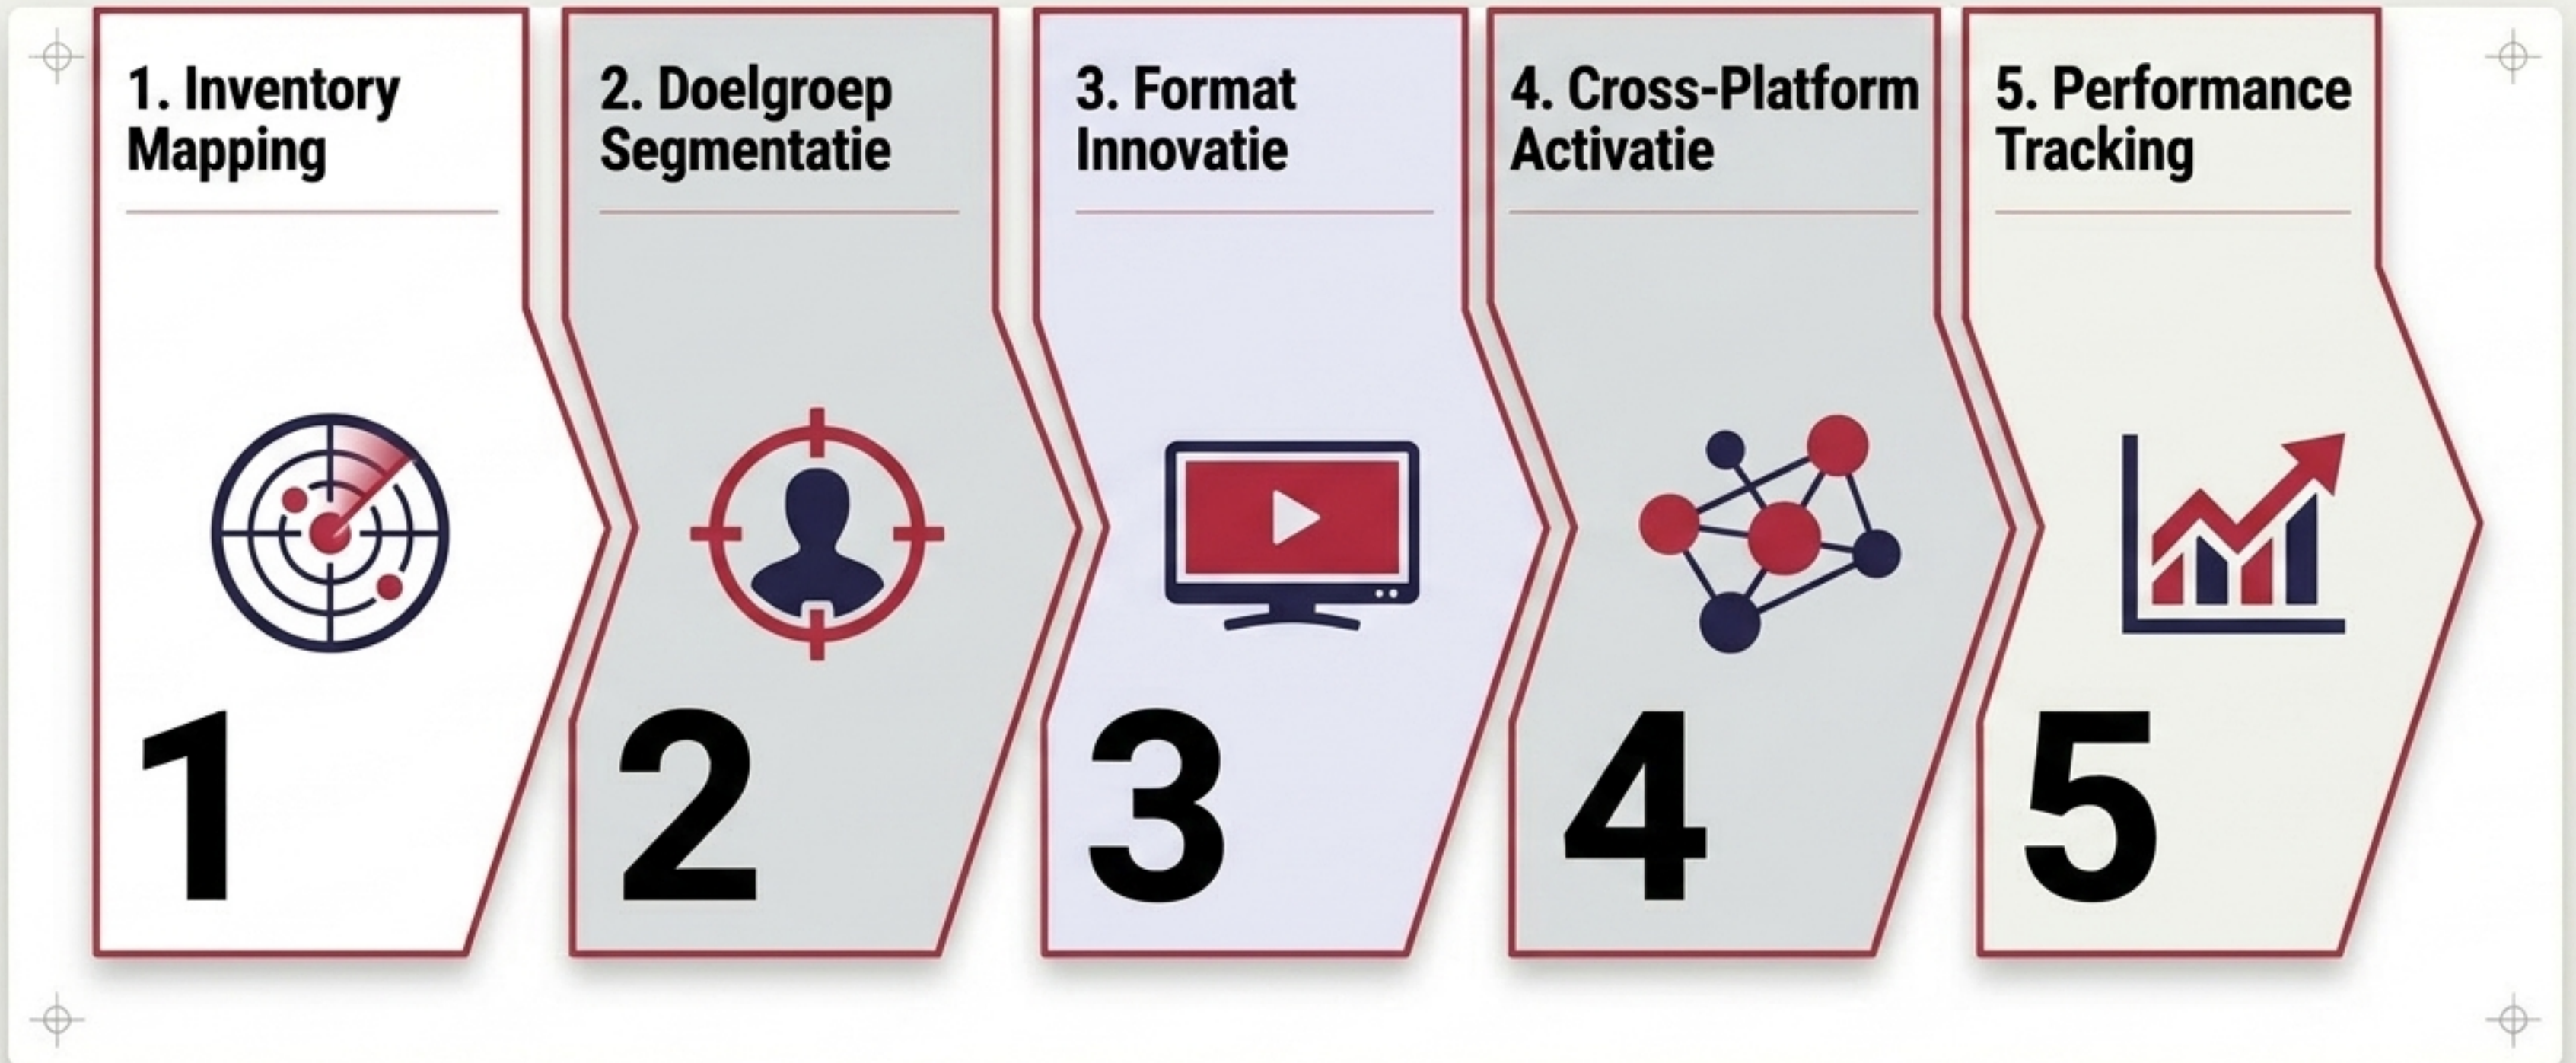 1. Inventory
Mapping
1
2. Doelgroep
Segmentatie
2
3. Format
Innovatie
3
4. Cross-Platform
Activatie
4
5. Performance
Tracking
5